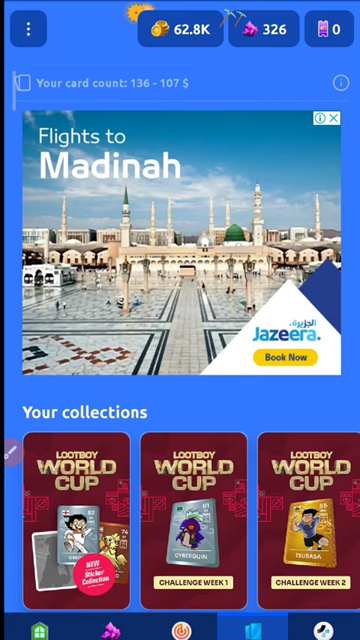 62.8K
326
0
Your card count: 136 - 107 $
Flights to
Madinah
الجزيرة.
Jazeera.
Book Now
Your collections
LOOTBOY
WORLD
CUP
NEW
Sticker
Collection
LOOTBOY
WORLD
CUP
CYBERQUIN
CHALLENGE WEEK 1
LOOTBOY
WORLD
CUP
TSUBASA
CHALLENGE WEEK 2